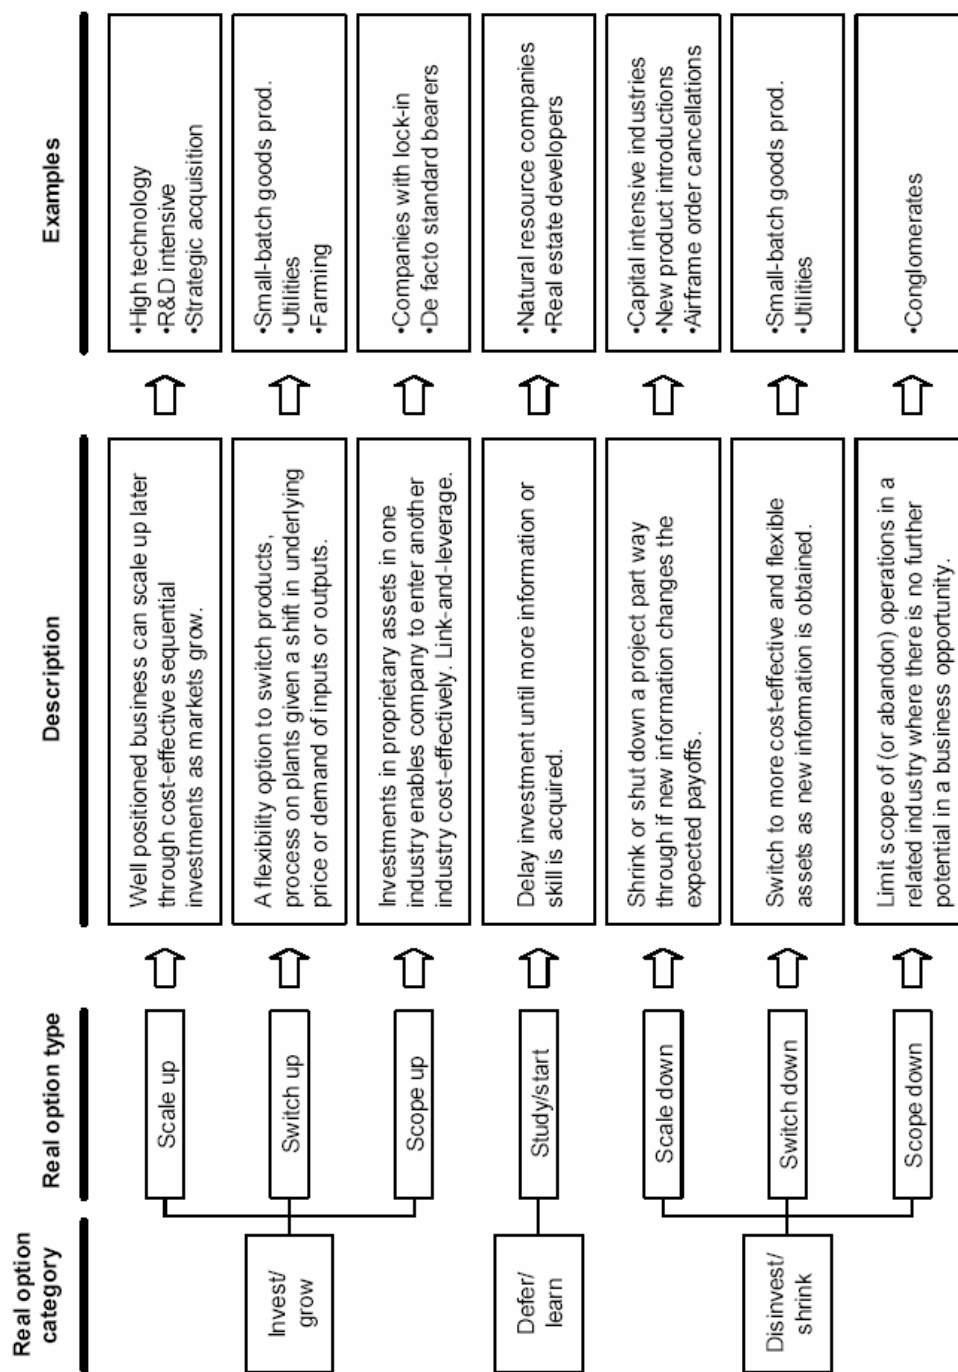 Real option
category
Real option type
Description
Examples
Invest/
grow
Scale up
Well positioned business can scale up later
through cost-effective sequential
investments as markets grow.
•High technology
•R&D intensive
•Strategic acquisition
Switch up
A flexibility option to switch products,
process on plants given a shift in underlying
price or demand of inputs or outputs.
•Small-batch goods prod.
•Utilities
•Farming
Scope up
Investments in proprietary assets in one
industry enables company to enter another
industry cost-effectively. Link-and-leverage.
•Companies with lock-in
•De facto standard bearers
Defer/
learn
Study/start
Delay investment until more information or
skill is acquired.
•Natural resource companies
•Real estate developers
Disinvest/
shrink
Scale down
Shrink or shut down a project part way
through if new information changes the
expected payoffs.
•Capital intensive industries
•New product introductions
•Airframe order cancellations
Switch down
Switch to more cost-effective and flexible
assets as new information is obtained.
•Small-batch goods prod.
•Utilities
Scope down
Limit scope of (or abandon) operations in a
related industry where there is no further
potential in a business opportunity.
•Conglomerates